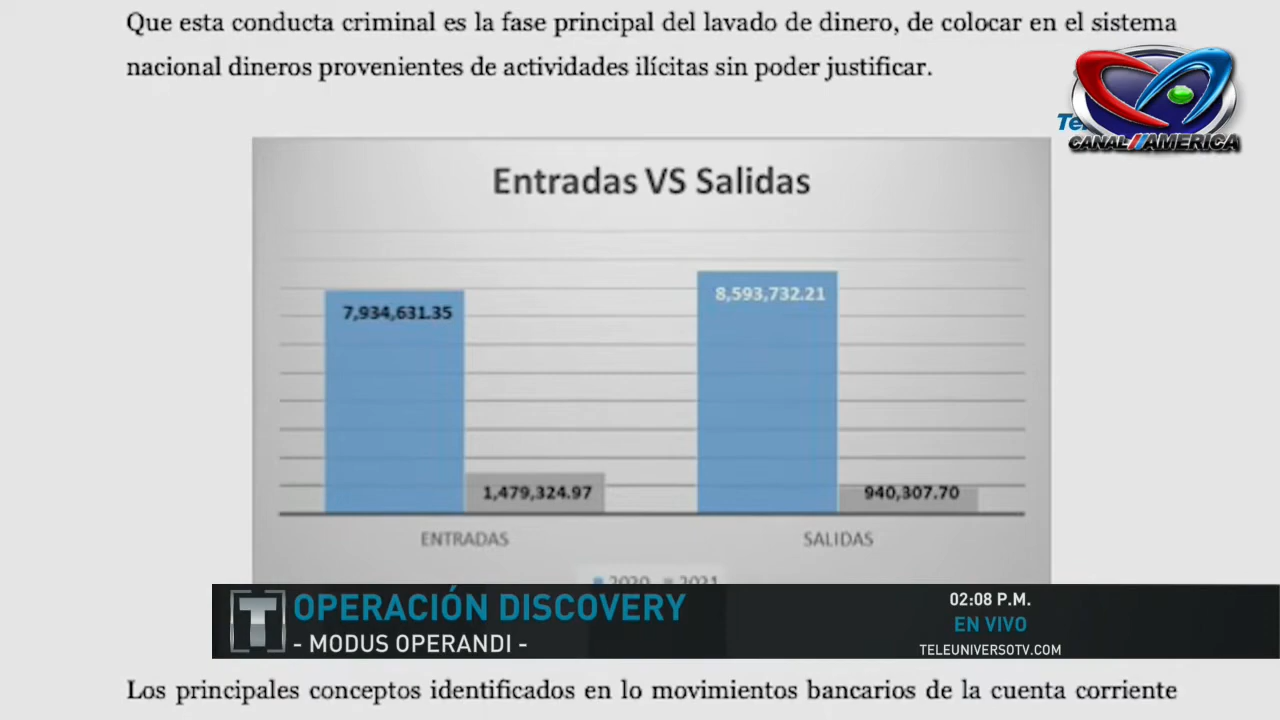 Que esta conducta criminal es la fase principal del lavado de dinero, de colocar en el sistema
nacional dineros provenientes de actividades ilícitas sin poder justificar.
CANAL AMERICA
Entradas VS Salidas
8,593,732.21
7,934,631.35
1,479,324.97
940,307.70
ENTRADAS SALIDAS
2020 2021
T OPERACIÓN DISCOVERY
- MODUS OPERANDI -
02:08 P.M.
EN VIVO
TELEUNIVERSOTV.COM
Los principales conceptos identificados en lo movimientos bancarios de la cuenta corriente